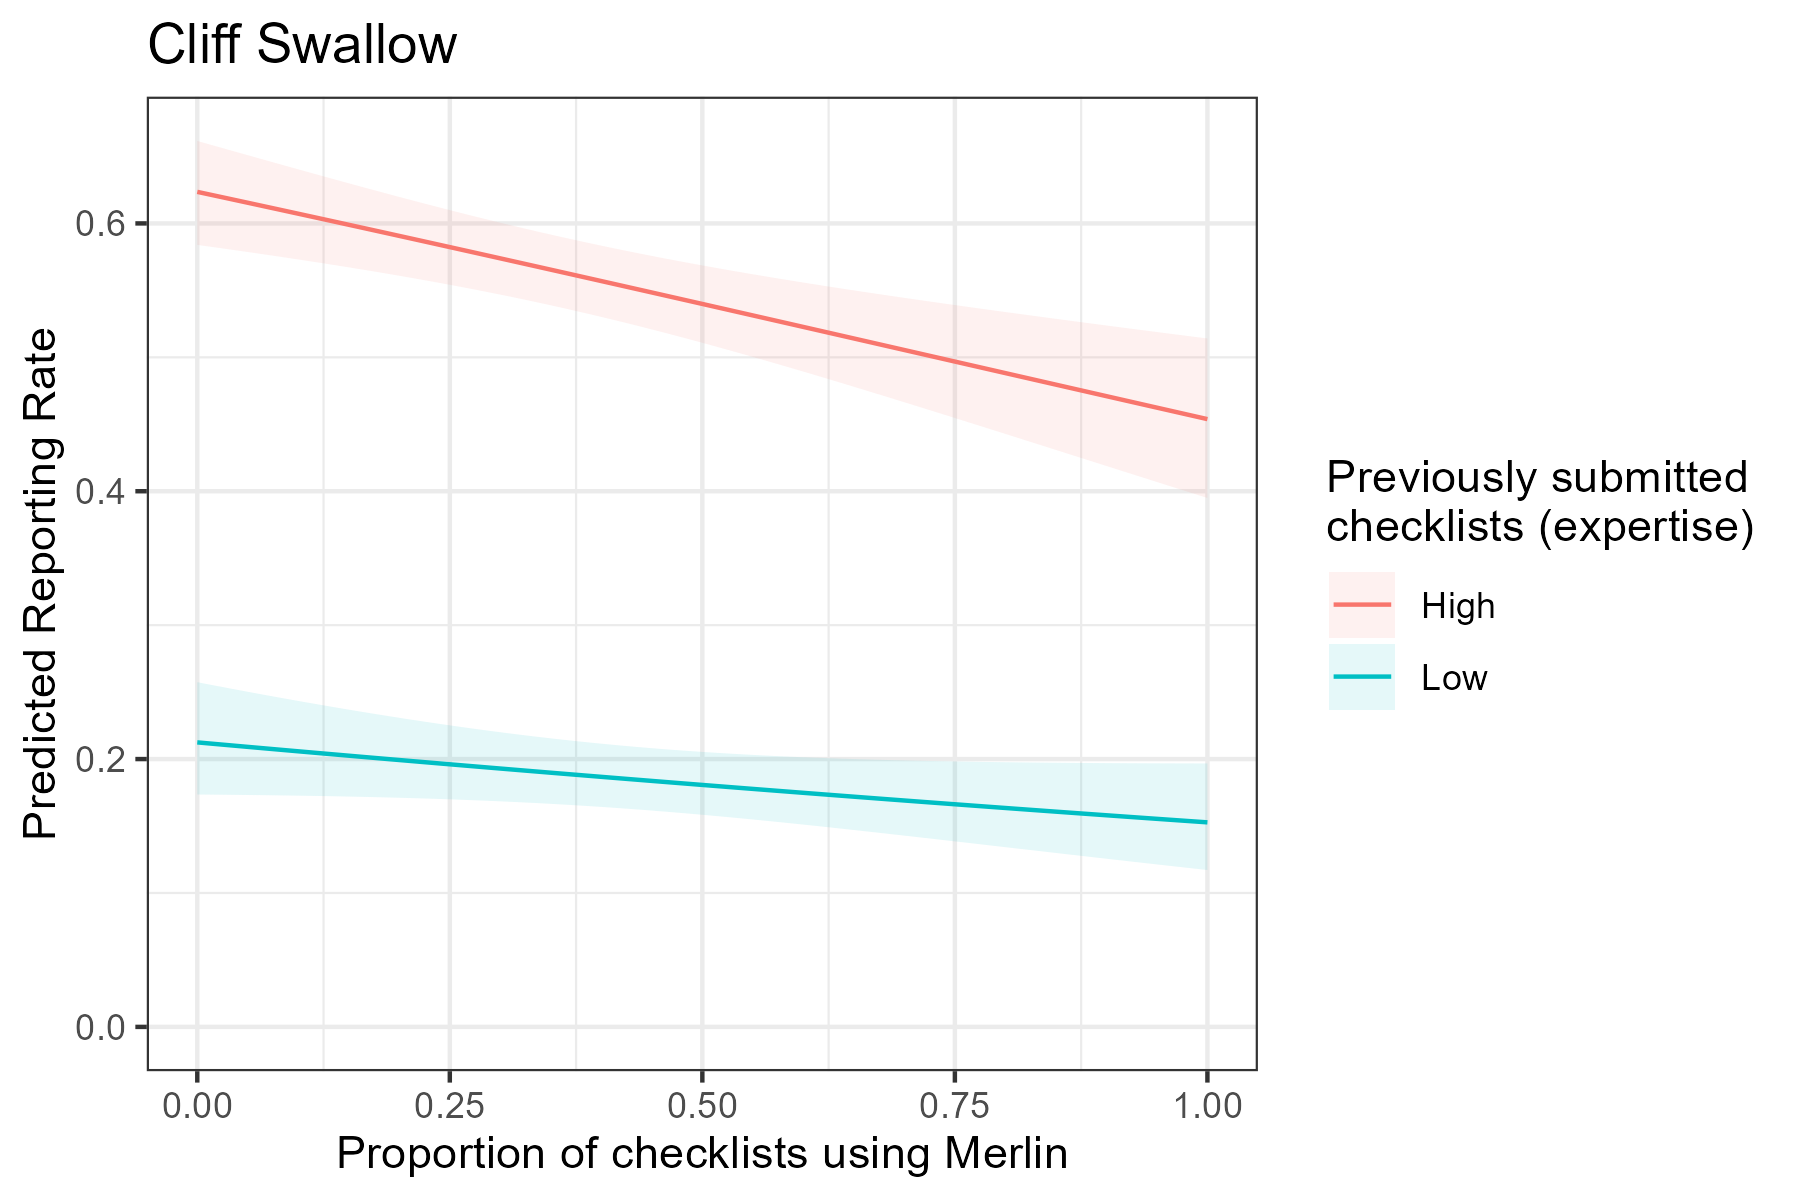 Cliff Swallow
Predicted Reporting Rate
0.6
0.4
0.2
0.0
0.00 0.25 0.50 0.75 1.00
Proportion of checklists using Merlin
Previously submitted
checklists (expertise)
High
Low